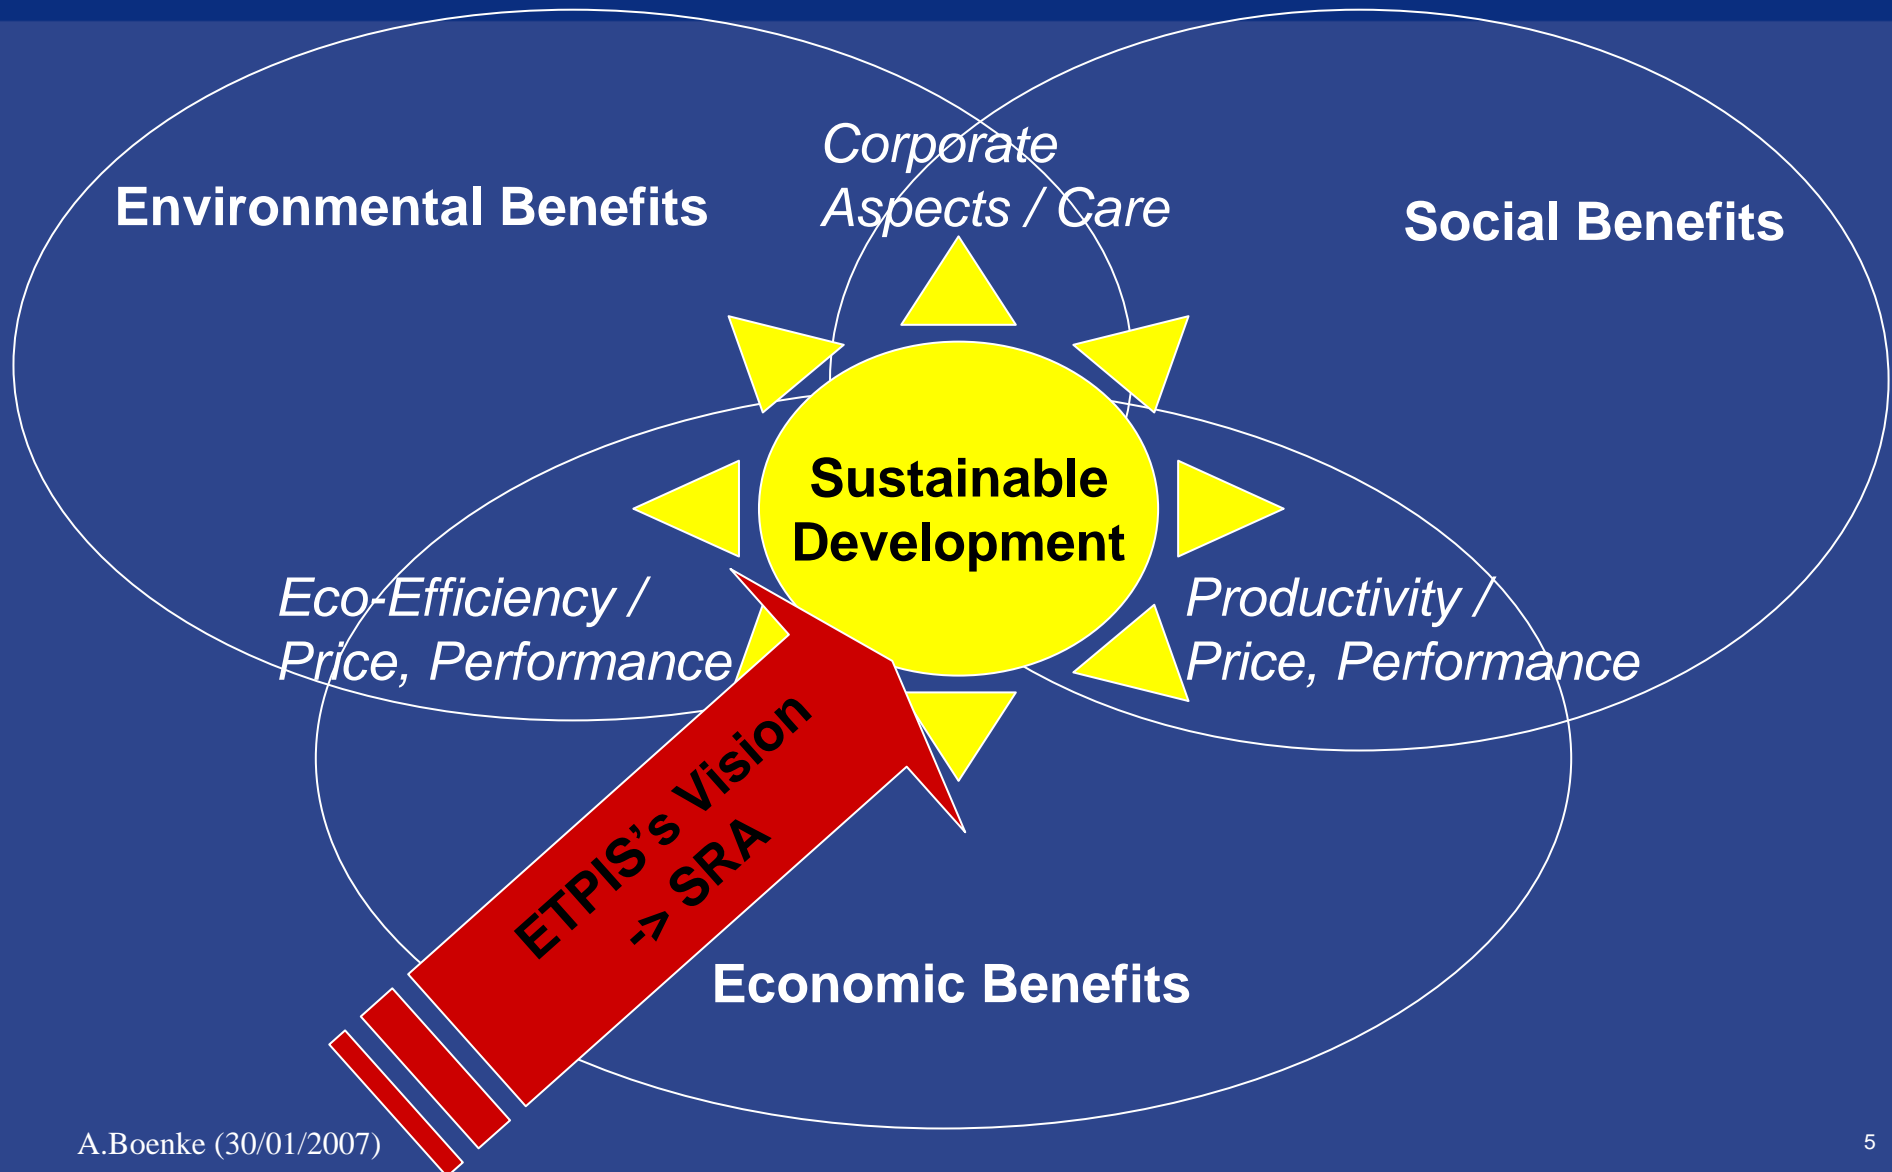 Corporate
Aspects / Care
Environmental Benefits
Social Benefits
Sustainable
Development
Eco-Efficiency /
Price, Performance
Productivity /
Price, Performance
ETPIS’s Vision
-> SRA
Economic Benefits
A.Boenke (30/01/2007)
5